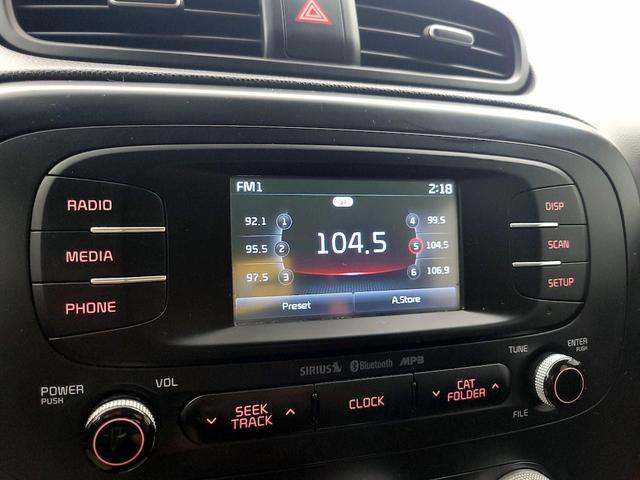 FM1 2:18
ST
92.1 1 4 99.5
95.5 2 104.5 5 104.5
97.5 3 6 106.9
Preset A.Store
RADIO
MEDIA
PHONE
DISP
SCAN
SETUP
SIRIUS Bluetooth MP3
POWER
PUSH
VOL
SEEK
TRACK
CLOCK
CAT
FOLDER
TUNE
FILE
ENTER
PUSH